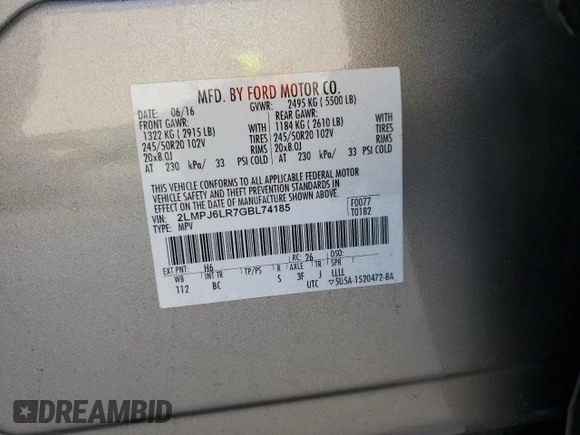 MFD. BY FORD MOTOR CO.
DATE: 06/16 GVWR: 2495 KG ( 5500 LB)
FRONT GAWR: REAR GAWR:
1322 KG ( 2915 LB) WITH 1184 KG ( 2610 LB) WITH
245/50R20 102V TIRES 245/50R20 102V TIRES
20x8.0J RIMS 20x8.0J RIMS
AT 230 kPa/ 33 PSI COLD AT 230 kPa/ 33 PSI COLD
THIS VEHICLE CONFORMS TO ALL APPLICABLE FEDERAL MOTOR
VEHICLE SAFETY AND THEFT PREVENTION STANDARDS IN
EFFECT ON THE DATE OF MANUFACTURE SHOWN ABOVE.
VIN: 2LMPJ6LR7GBL74185 F0077
TYPE: MPV T0182
EXT PNT: H6 RC: 26 DSO:
WB INT TR TP/PS R AXLE TR SPR
112 BC S 3F J LLLL
UTC ▽5U5A-1520472-BA
DREAMBID